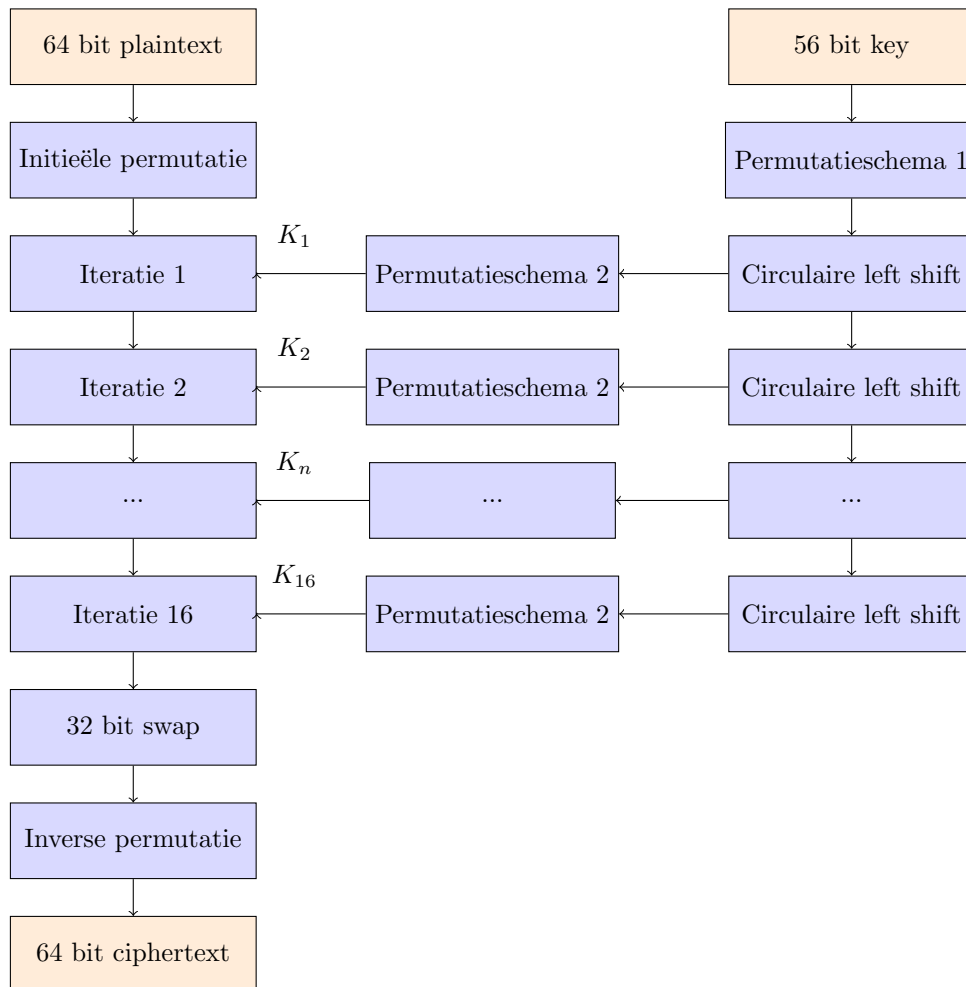 64 bit plaintext
56 bit key
Initieële permutatie
Permutatieschema 1
K1
Iteratie 1
Permutatieschema 2
Circulaire left shift
K2
Iteratie 2
Permutatieschema 2
Circulaire left shift
Kn
...
...
...
K16
Iteratie 16
Permutatieschema 2
Circulaire left shift
32 bit swap
Inverse permutatie
64 bit ciphertext